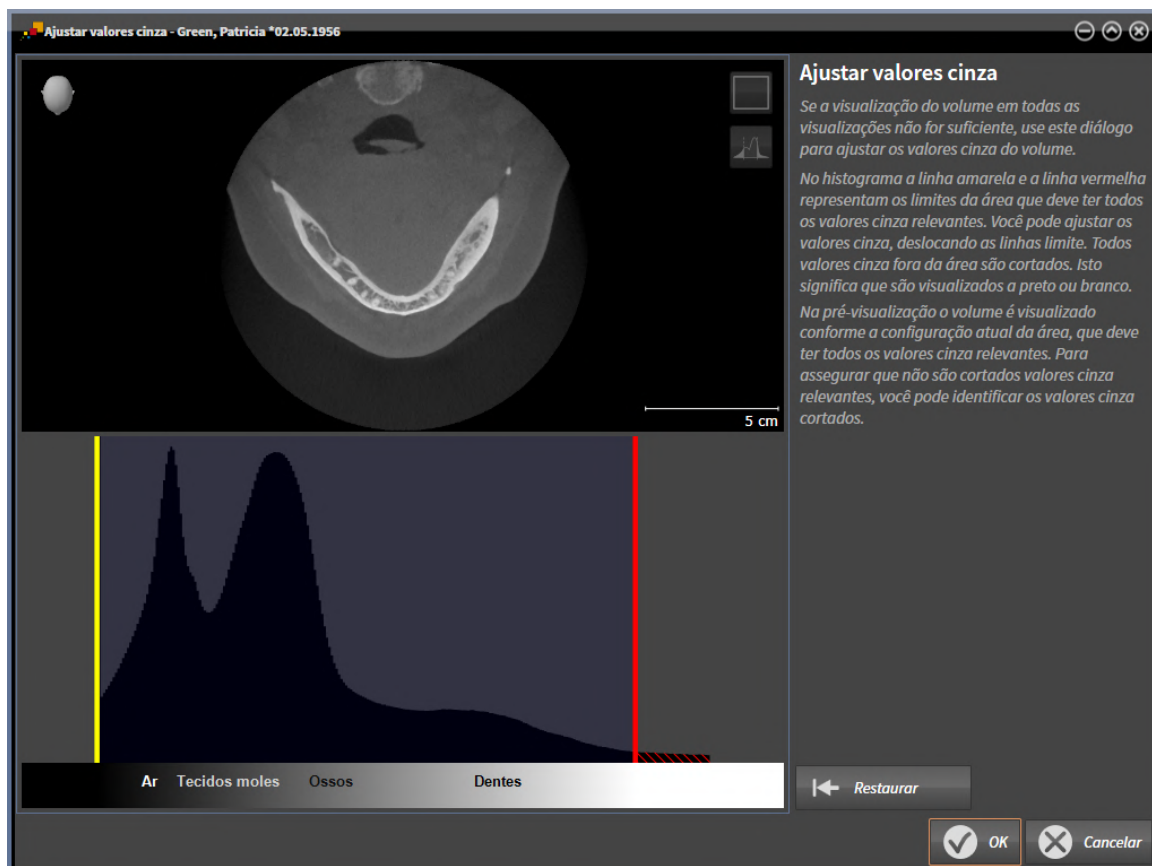 Ajustar valores cinza - Green, Patricia *02.05.1956
Ajustar valores cinza
Se a visualização do volume em todas as
visualizações não for suficiente, use este diálogo
para ajustar os valores cinza do volume.
No histograma a linha amarela e a linha vermelha
representam os limites da área que deve ter todos
os valores cinza relevantes. Você pode ajustar os
valores cinza, deslocando as linhas limite. Todos
valores cinza fora da área são cortados. Isto
significa que são visualizados a preto ou branco.
Na pré-visualização o volume é visualizado
conforme a configuração atual da área, que deve
ter todos os valores cinza relevantes. Para
assegurar que não são cortados valores cinza
relevantes, você pode identificar os valores cinza
cortados.
5 cm
Ar Tecidos moles Ossos Dentes
Restaurar
OK Cancelar